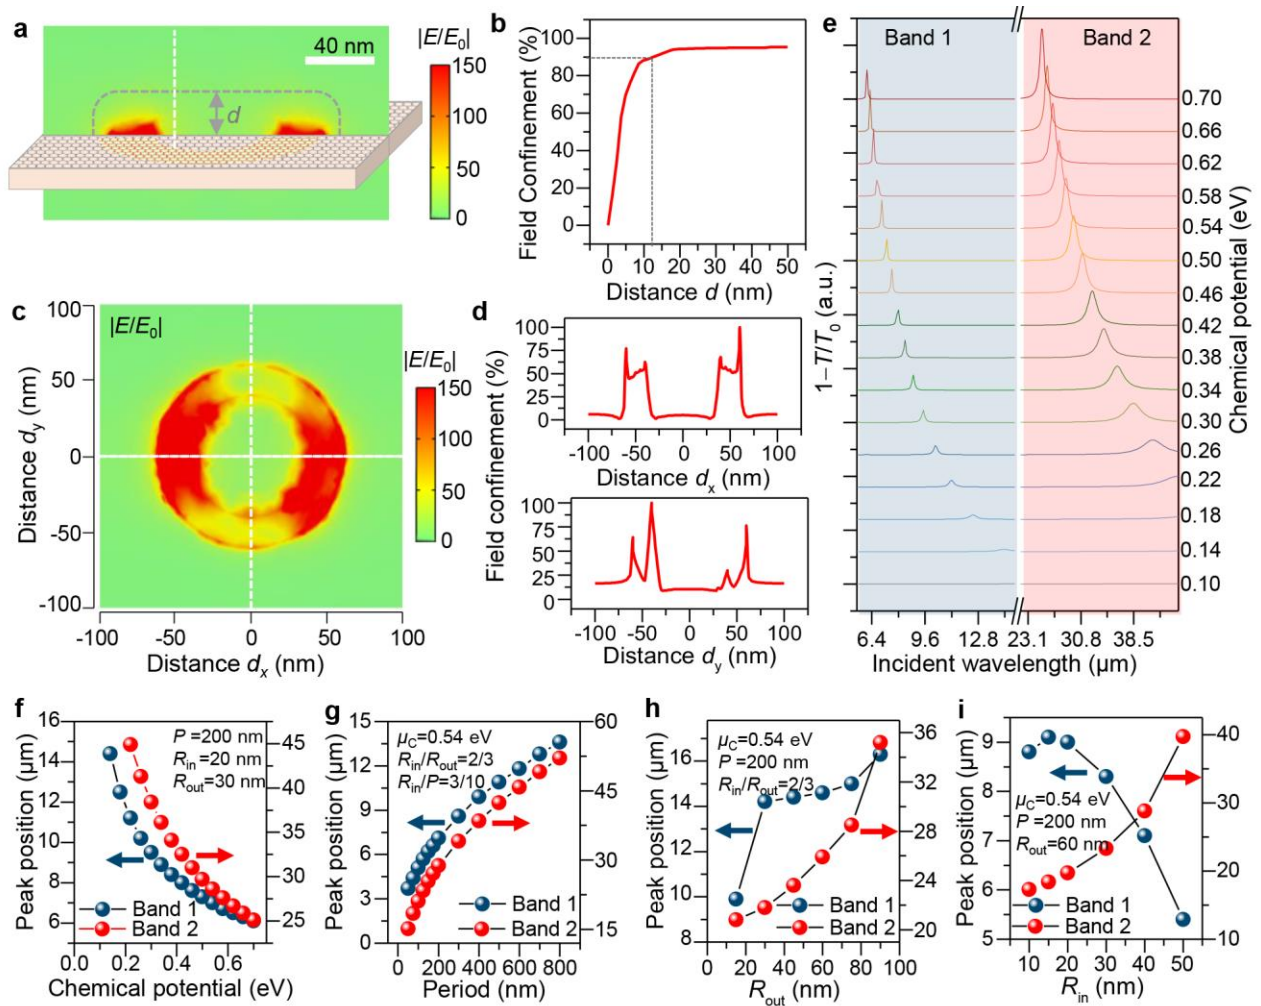 a
40 nm
|E/E₀|
150
100
50
0
d
b
Field Confinement (%)
100
80
60
40
20
0
0 10 20 30 40 50
Distance d (nm)
c
|E/E₀|
Distance dy (nm)
100
50
0
-50
-100
-100 -50 0 50 100
Distance dx (nm)
|E/E₀|
150
100
50
0
d
Field confinement (%)
100
75
50
25
0
-100 -50 0 50 100
Distance dx (nm)
100
75
50
25
0
-100 -50 0 50 100
Distance dy (nm)
e
Band 1
Band 2
1−T/T₀ (a.u.)
0.70
0.66
0.62
0.58
0.54
0.50
0.46
0.42
0.38
0.34
0.30
0.26
0.22
0.18
0.14
0.10
Chemical potential (eV)
6.4 9.6 12.8 23.1 30.8 38.5
Incident wavelength (μm)
f
Peak position (μm)
16
14
12
10
8
6
P =200 nm
Rin=20 nm
Rout=30 nm
Band 1
Band 2
45
40
35
30
25
0.0 0.2 0.4 0.6
Chemical potential (eV)
g
Peak position (μm)
15
12
9
6
3
0
μC=0.54 eV
Rin/Rout=2/3
Rin/P=3/10
Band 1
Band 2
60
45
30
15
0 200 400 600 800
Period (nm)
h
Peak position (μm)
16
14
12
10
8
μC=0.54 eV
P =200 nm
Rin/Rout=2/3
Band 1
Band 2
36
32
28
24
20
0 20 40 60 80 100
Rout (nm)
i
Peak position (μm)
9
8
7
6
5
μC=0.54 eV
P =200 nm
Rout=60 nm
Band 1
Band 2
40
30
20
10
10 20 30 40 50
Rin (nm)